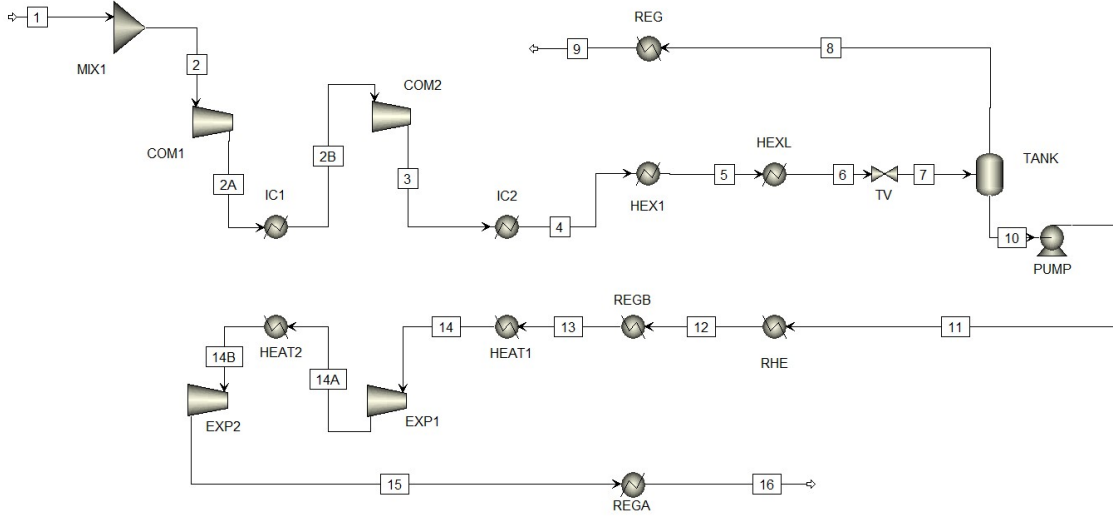 1
MIX1
2
COM1
2A
IC1
2B
COM2
3
IC2
4
HEX1
5
HEXL
6
TV
7
TANK
8
REG
9
10
PUMP
11
RHE
12
REGB
13
HEAT1
14
EXP1
14A
HEAT2
14B
EXP2
15
REGA
16